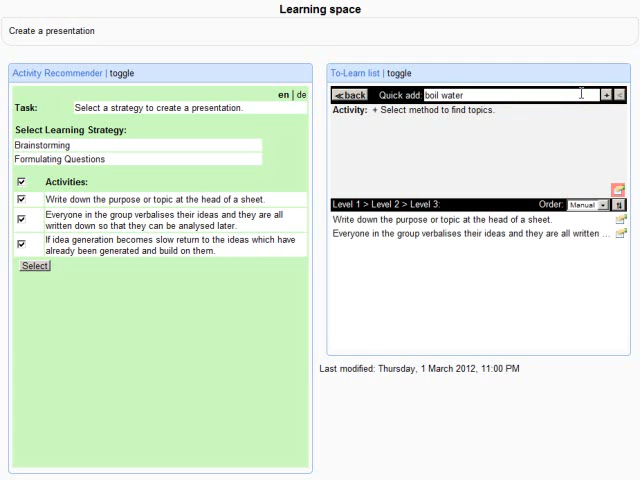 Learning space
Create a presentation
Activity Recommender | toggle
en | de
Task: Select a strategy to create a presentation.
Select Learning Strategy:
Brainstorming
Formulating Questions
Activities:
Write down the purpose or topic at the head of a sheet.
Everyone in the group verbalises their ideas and they are all
written down so that they can be analysed later.
If idea generation becomes slow return to the ideas which have
already been generated and build on them.
Select
To-Learn list | toggle
≪back Quick add boil water + <
Activity: + Select method to find topics.
Level 1 > Level 2 > Level 3: Order: Manual
Write down the purpose or topic at the head of a sheet.
Everyone in the group verbalises their ideas and they are all written ...
Last modified: Thursday, 1 March 2012, 11:00 PM